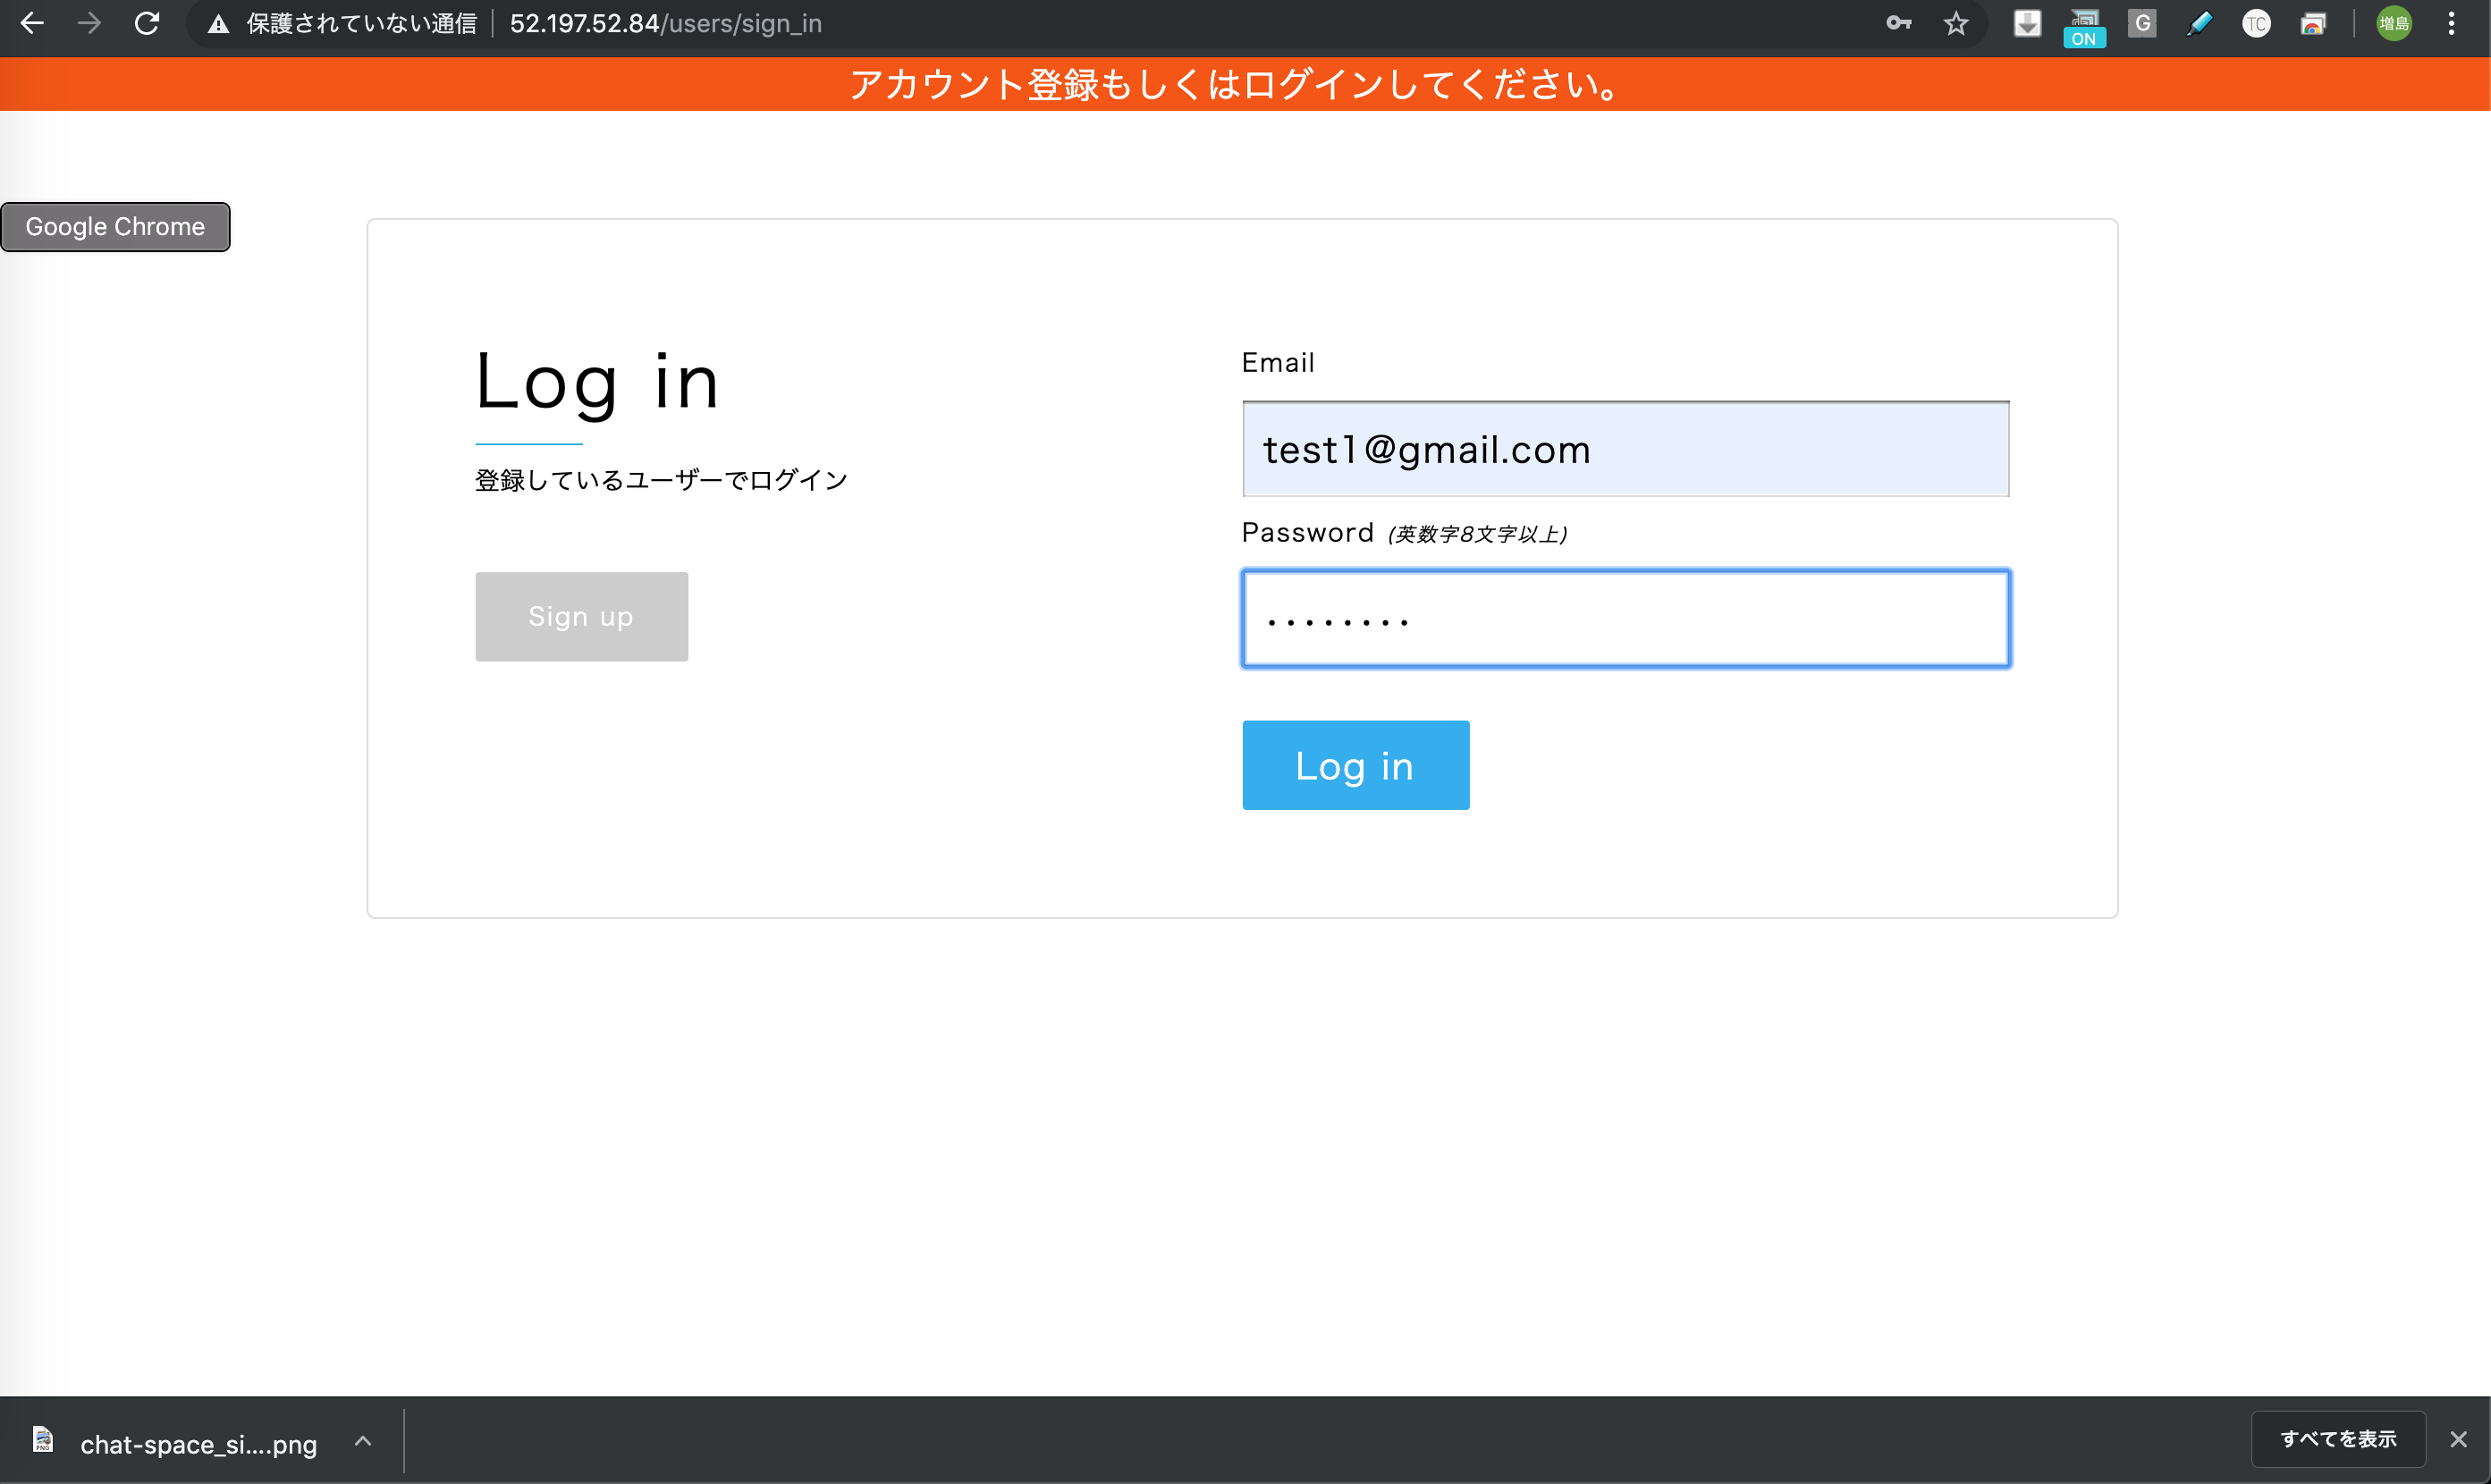 保護されていない通信 52.197.52.84/users/sign_in
ON
G
TC
増島
アカウント登録もしくはログインしてください。
Google Chrome
Log in
登録しているユーザーでログイン
Sign up
Email
test1@gmail.com
Password (英数字8文字以上)
Log in
PNG
chat-space_si....png
すべてを表示